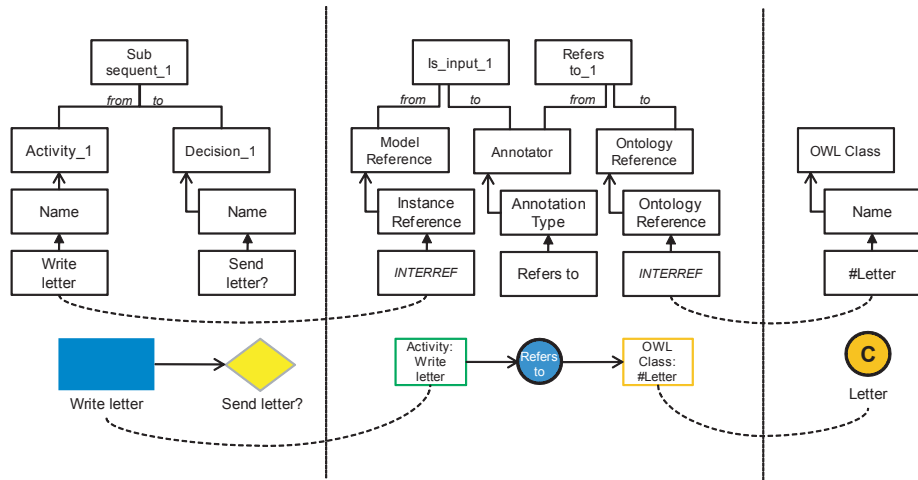 Sub
sequent_1
from to
Activity_1
Decision_1
Name
Name
Write
letter
Send
letter?
Write letter
Send letter?
Is_input_1
Refers
to_1
from
to
from
to
Model
Reference
Annotator
Ontology
Reference
Instance
Reference
Annotation
Type
Ontology
Reference
INTERREF
Refers to
INTERREF
Activity:
Write
letter
Refers
to
OWL
Class:
#Letter
OWL Class
Name
#Letter
C
Letter